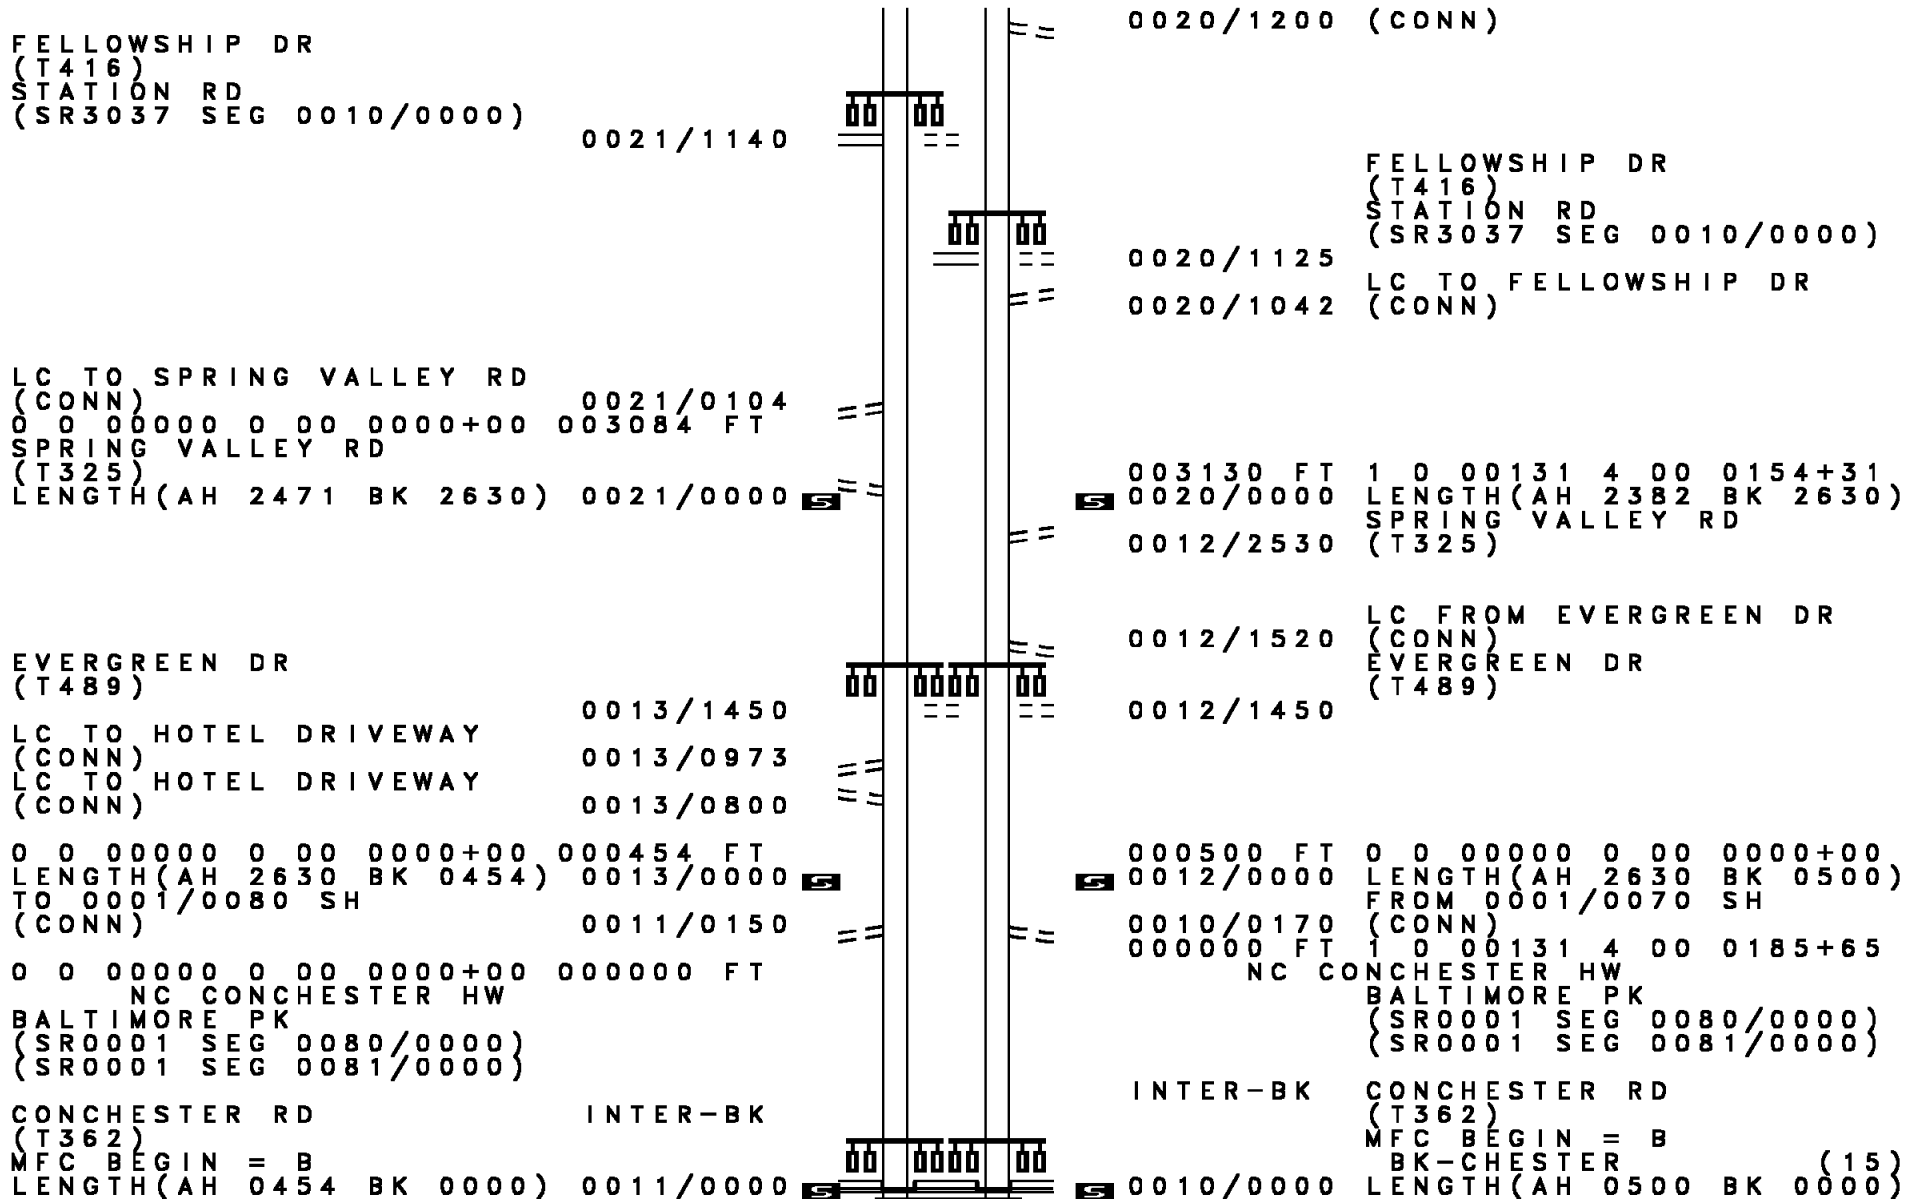 0020/1200 (CONN)
FELLOWSHIP DR
(T416)
STATION RD
(SR3037 SEG 0010/0000)
0021/1140
FELLOWSHIP DR
(T416)
STATION RD
(SR3037 SEG 0010/0000)
0020/1125
LC TO FELLOWSHIP DR
0020/1042 (CONN)
LC TO SPRING VALLEY RD
(CONN) 0021/0104
0 0 00000 0 00 0000+00 003084 FT
SPRING VALLEY RD
(T325)
LENGTH(AH 2471 BK 2630) 0021/0000 S
003130 FT 1 0 00131 4 00 0154+31
S 0020/0000 LENGTH(AH 2382 BK 2630)
SPRING VALLEY RD
0012/2530 (T325)
LC FROM EVERGREEN DR
0012/1520 (CONN)
EVERGREEN DR
(T489)
0012/1450
EVERGREEN DR
(T489)
0013/1450
LC TO HOTEL DRIVEWAY
(CONN) 0013/0973
LC TO HOTEL DRIVEWAY
(CONN) 0013/0800
0 0 00000 0 00 0000+00 000454 FT
LENGTH(AH 2630 BK 0454) 0013/0000 S
TO 0001/0080 SH
(CONN) 0011/0150
000500 FT 0 0 00000 0 00 0000+00
S 0012/0000 LENGTH(AH 2630 BK 0500)
FROM 0001/0070 SH
0010/0170 (CONN)
000000 FT 1 0 00131 4 00 0185+65
NC CONCHESTER HW
BALTIMORE PK
(SR0001 SEG 0080/0000)
(SR0001 SEG 0081/0000)
0 0 00000 0 00 0000+00 000000 FT
NC CONCHESTER HW
BALTIMORE PK
(SR0001 SEG 0080/0000)
(SR0001 SEG 0081/0000)
CONCHESTER RD INTER-BK
(T362)
MFC BEGIN = B
LENGTH(AH 0454 BK 0000) 0011/0000 S
INTER-BK CONCHESTER RD
(T362)
MFC BEGIN = B
BK-CHESTER (15)
S 0010/0000 LENGTH(AH 0500 BK 0000)